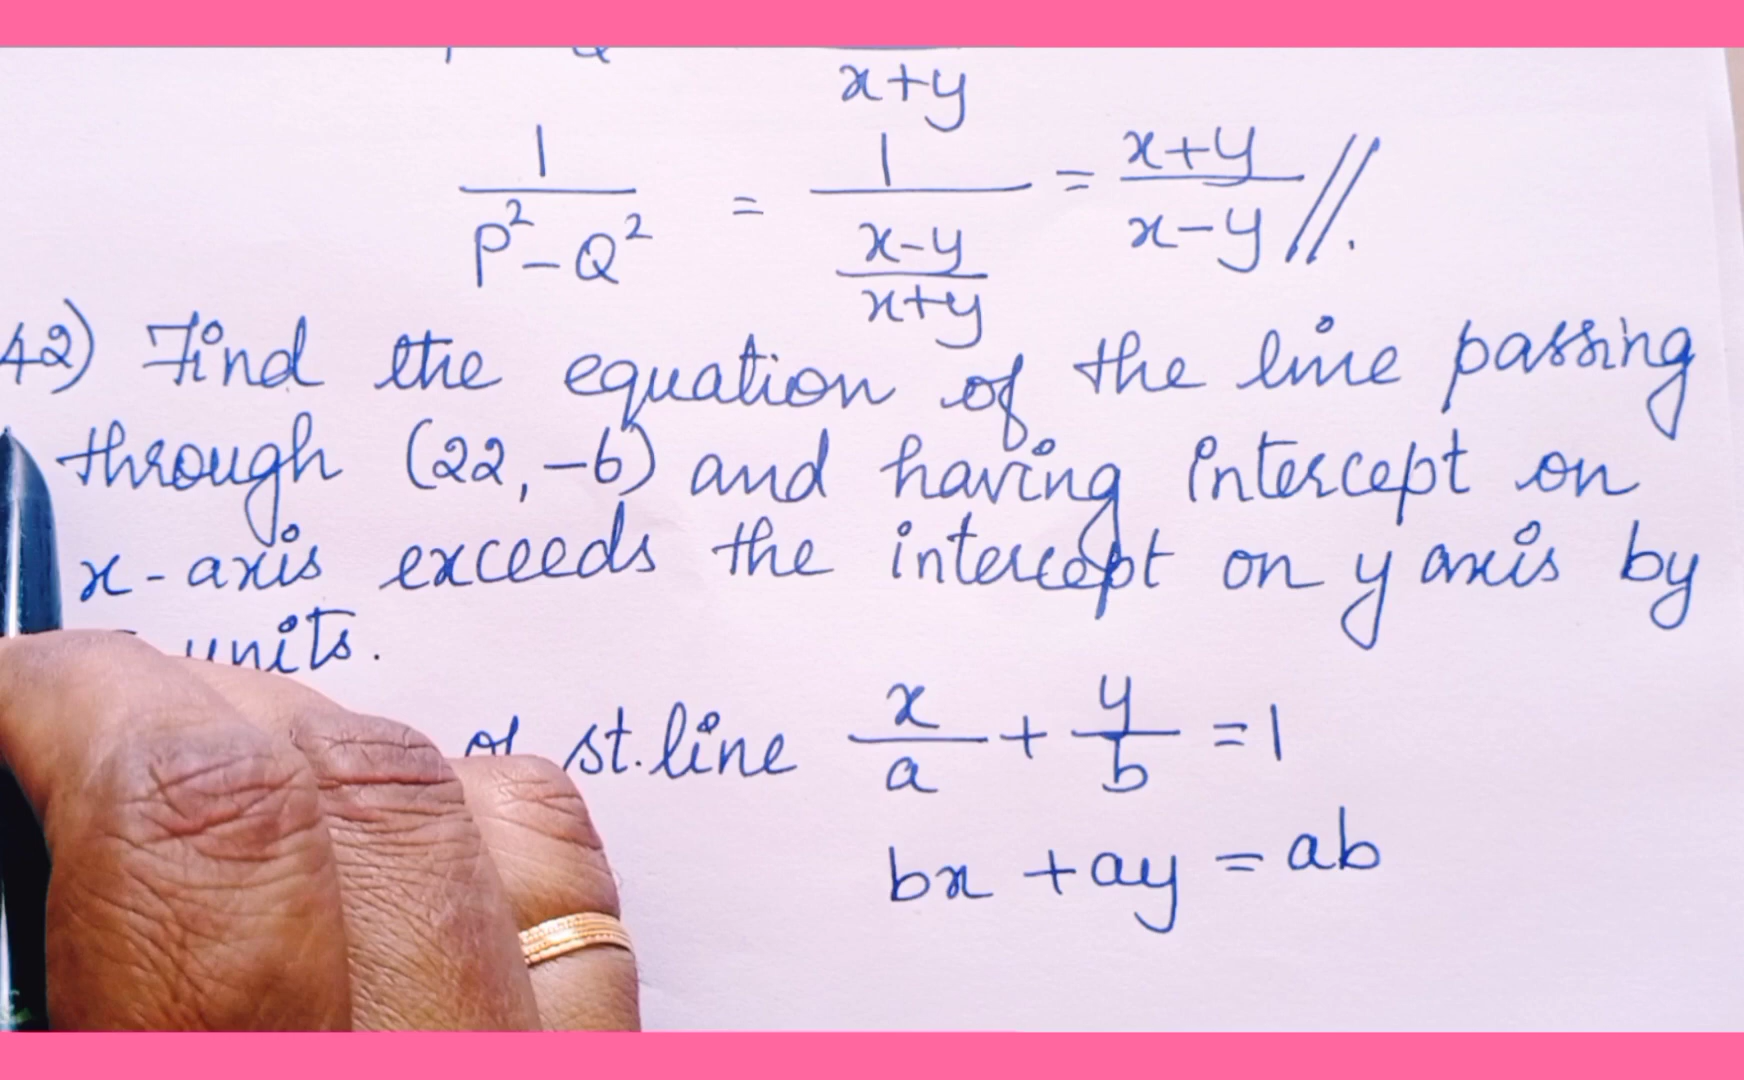 x+y
1/(P²-Q²) = 1/((x-y)/(x+y)) = (x+y)/(x-y) //.
42) Find the equation of the line passing
through (22, -6) and having intercept on
x-axis exceeds the intercept on y axis by
units.
of st.line x/a + y/b = 1
bx + ay = ab